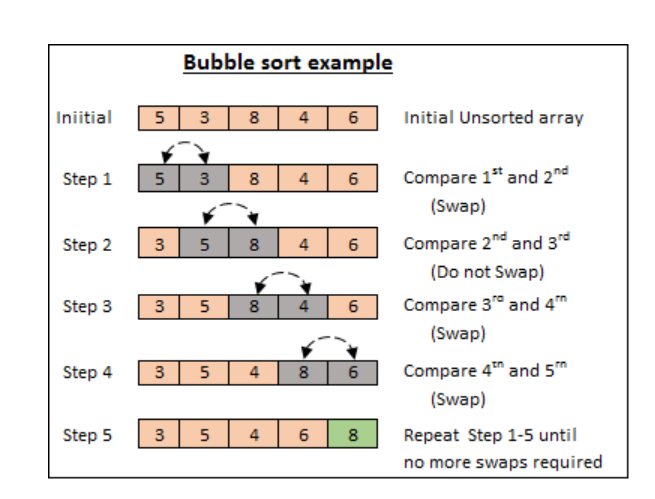 Bubble sort example
Iniitial 5 3 8 4 6 Initial Unsorted array
Step 1 5 3 8 4 6 Compare 1st and 2nd
(Swap)
Step 2 3 5 8 4 6 Compare 2nd and 3rd
(Do not Swap)
Step 3 3 5 8 4 6 Compare 3rd and 4rn
(Swap)
Step 4 3 5 4 8 6 Compare 4th and 5rn
(Swap)
Step 5 3 5 4 6 8 Repeat Step 1-5 until
no more swaps required